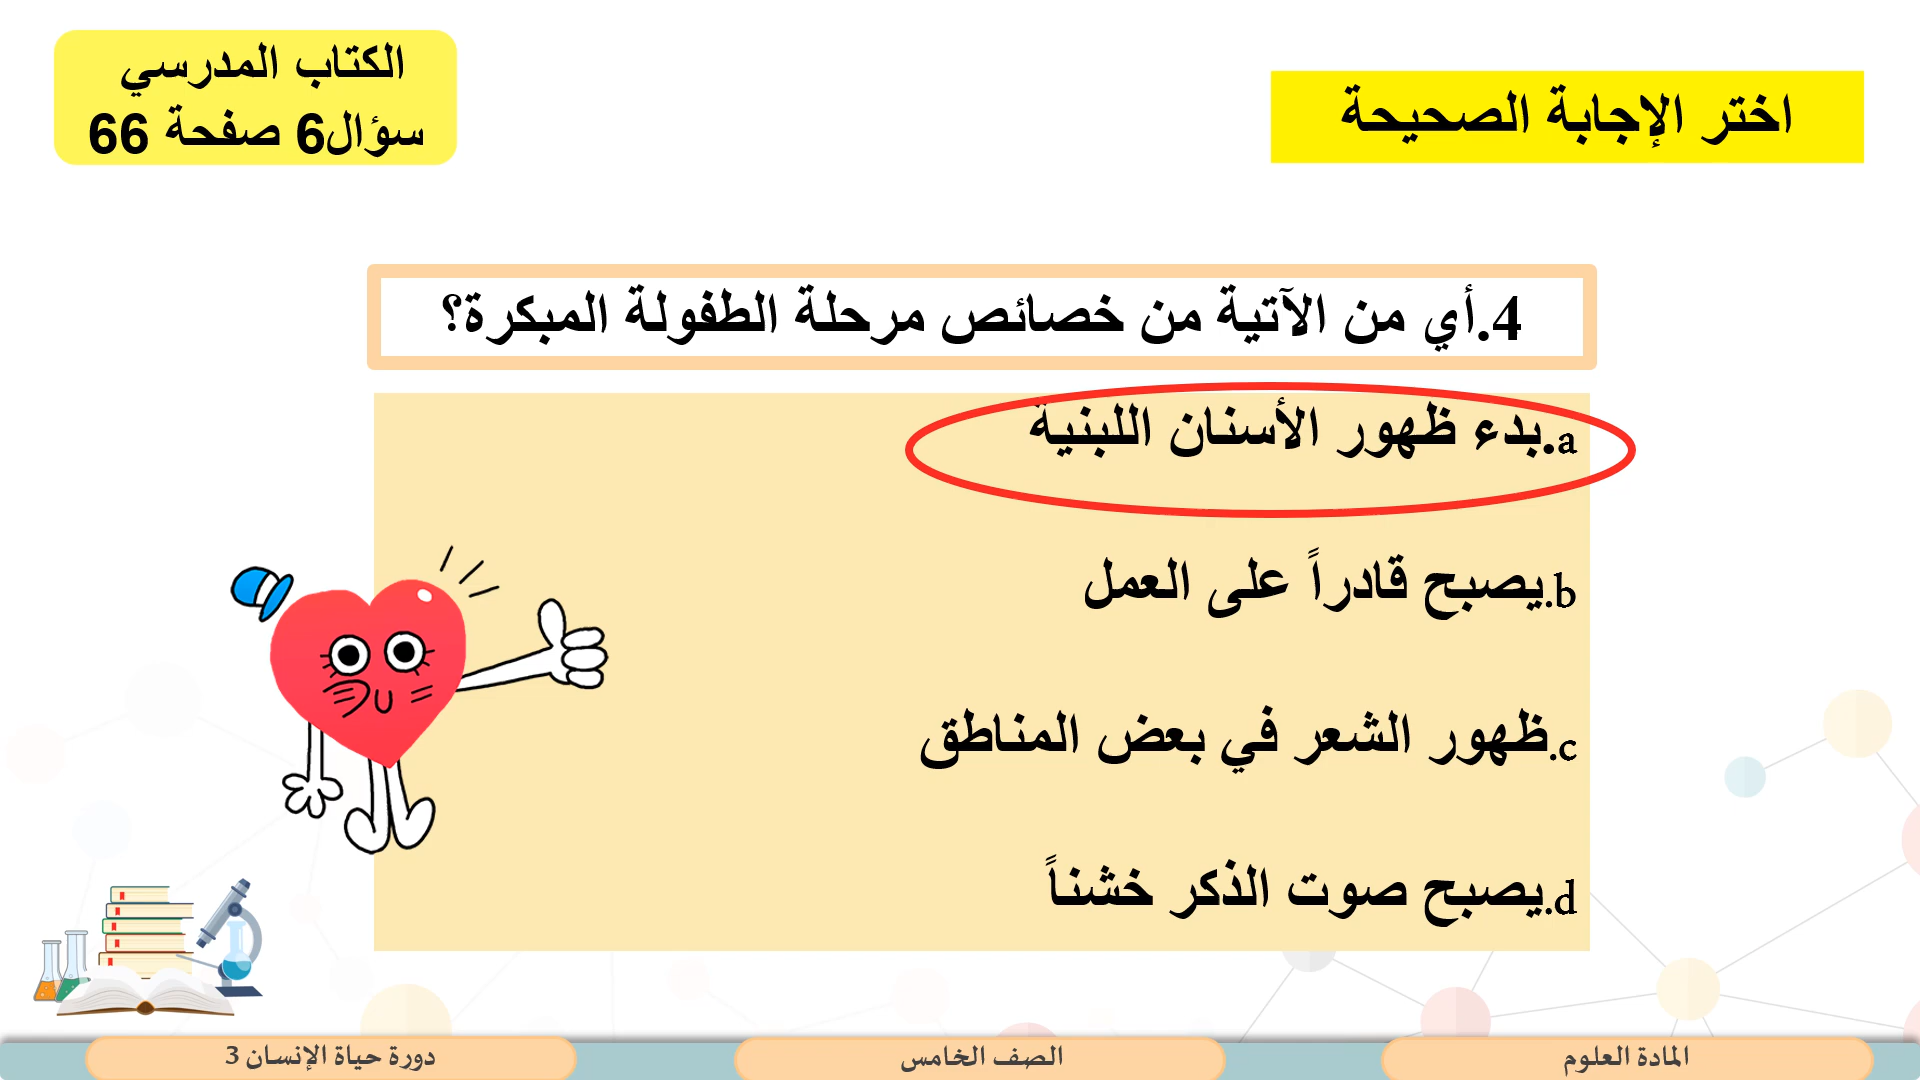 اختر الإجابة الصحيحة
الكتاب المدرسي
سؤال6 صفحة 66
4.أي من الآتية من خصائص مرحلة الطفولة المبكرة؟
a.بدء ظهور الأسنان اللبنية
b.يصبح قادراً على العمل
c.ظهور الشعر في بعض المناطق
d.يصبح صوت الذكر خشناً
المادة العلوم
الصف الخامس
دورة حياة الإنسان 3